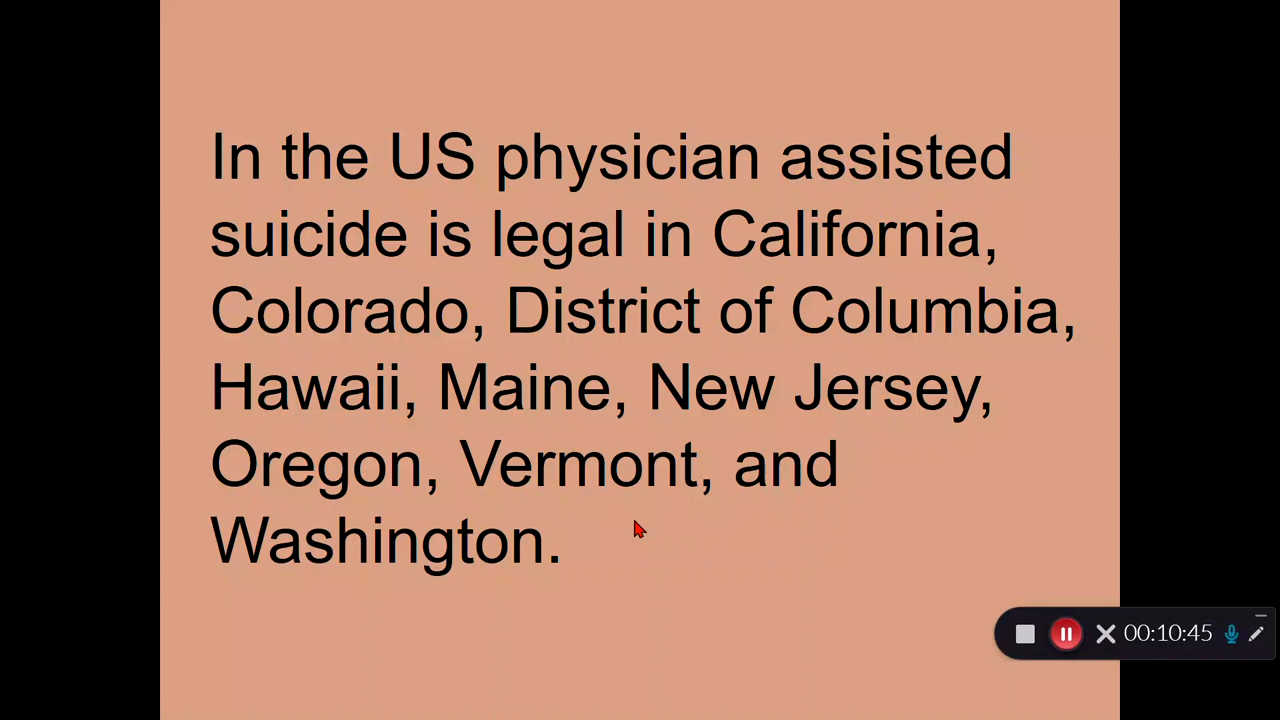 In the US physician assisted
suicide is legal in California,
Colorado, District of Columbia,
Hawaii, Maine, New Jersey,
Oregon, Vermont, and
Washington.
00:10:45